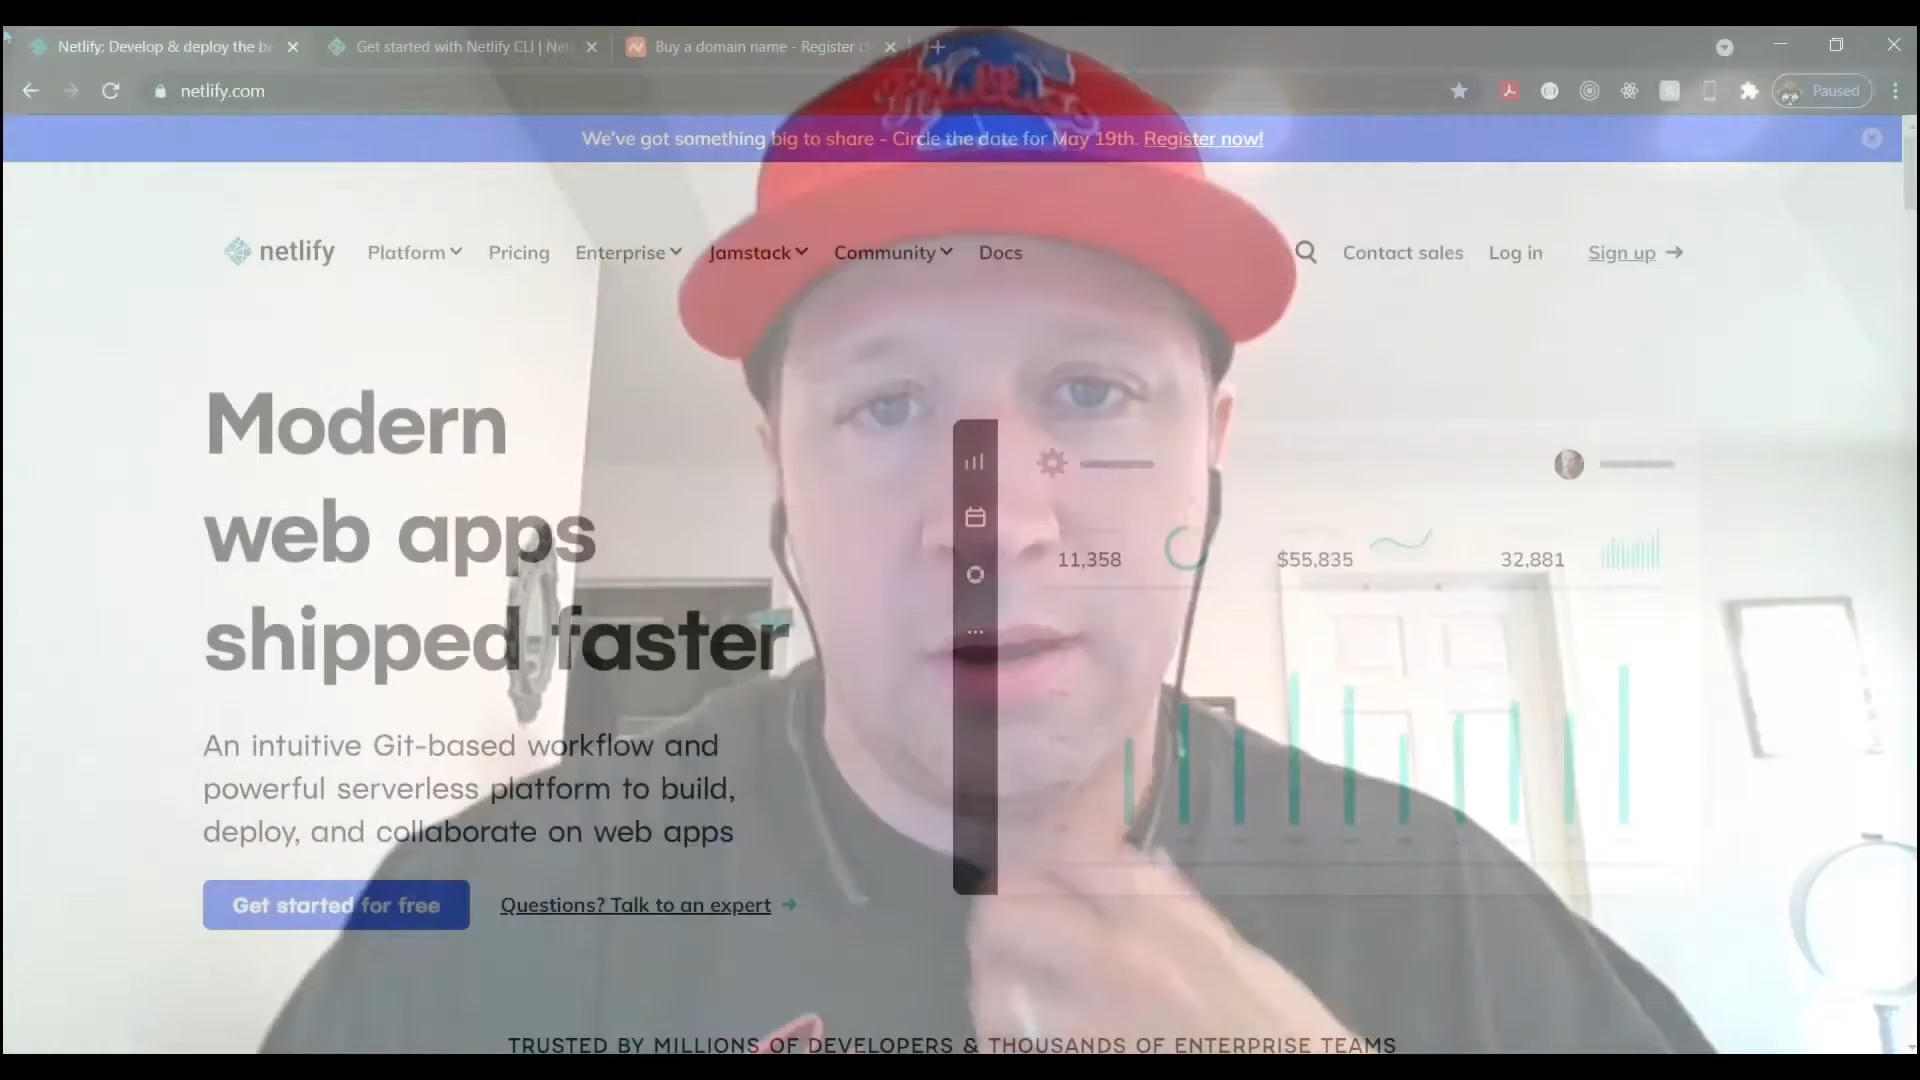 Netlify: Develop & deploy the be
Get started with Netlify CLI | Net
Buy a domain name - Register d
netlify.com
Paused
We've got something big to share - Circle the date for May 19th. Register now!
netlify
Platform
Pricing
Enterprise
Jamstack
Community
Docs
Contact sales
Log in
Sign up →
Modern
web apps
shipped faster
11,358
$55,835
32,881
An intuitive Git-based workflow and
powerful serverless platform to build,
deploy, and collaborate on web apps
Get started for free
Questions? Talk to an expert →
TRUSTED BY MILLIONS OF DEVELOPERS & THOUSANDS OF ENTERPRISE TEAMS